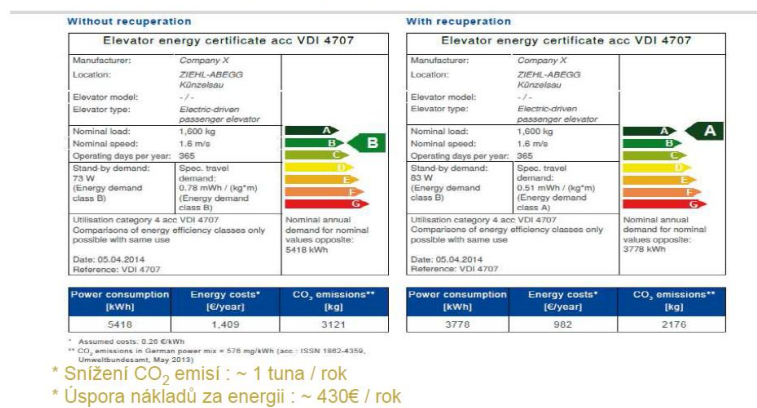 Without recuperation
Elevator energy certificate acc VDI 4707
Manufacturer: Company X
Location: ZIEHL-ABEGG
Künzelsau
Elevator model: - / -
Elevator type: Electric-driven
passenger elevator
Nominal load: 1,600 kg
Nominal speed: 1.6 m/s
Operating days per year: 365
A
B
C
D
E
F
G
B
Stand-by demand:
73 W
(Energy demand
class B)
Spec. travel
demand:
0.78 mWh / (kg*m)
(Energy demand
class B)
Utilisation category 4 acc VDI 4707
Comparisons of energy efficiency classes only
possible with same use
Date: 05.04.2014
Reference: VDI 4707
Nominal annual
demand for nominal
values opposite:
5418 kWh
Power consumption
[kWh]
Energy costs*
[€/year]
CO2 emissions**
[kg]
5418 1,409 3121
With recuperation
Elevator energy certificate acc VDI 4707
Manufacturer: Company X
Location: ZIEHL-ABEGG
Künzelsau
Elevator model: - / -
Elevator type: Electric-driven
passenger elevator
Nominal load: 1,600 kg
Nominal speed: 1.6 m/s
Operating days per year: 365
A
B
C
D
E
F
G
A
Stand-by demand:
83 W
(Energy demand
class B)
Spec. travel
demand:
0.51 mWh / (kg*m)
(Energy demand
class A)
Utilisation category 4 acc VDI 4707
Comparisons of energy efficiency classes only
possible with same use
Date: 05.04.2014
Reference: VDI 4707
Nominal annual
demand for nominal
values opposite:
3778 kWh
Power consumption
[kWh]
Energy costs*
[€/year]
CO2 emissions**
[kg]
3778 982 2176
* Assumed costs: €/kWh
** CO2 emissions in German power mix = 576 mg/kWh (acc.: ISSN 1862-4359,
Umweltbundesamt, May 2013)
* Snížení CO2 emisí : ~ 1 tuna / rok
* Úspora nákladů za energii : ~ 430€ / rok